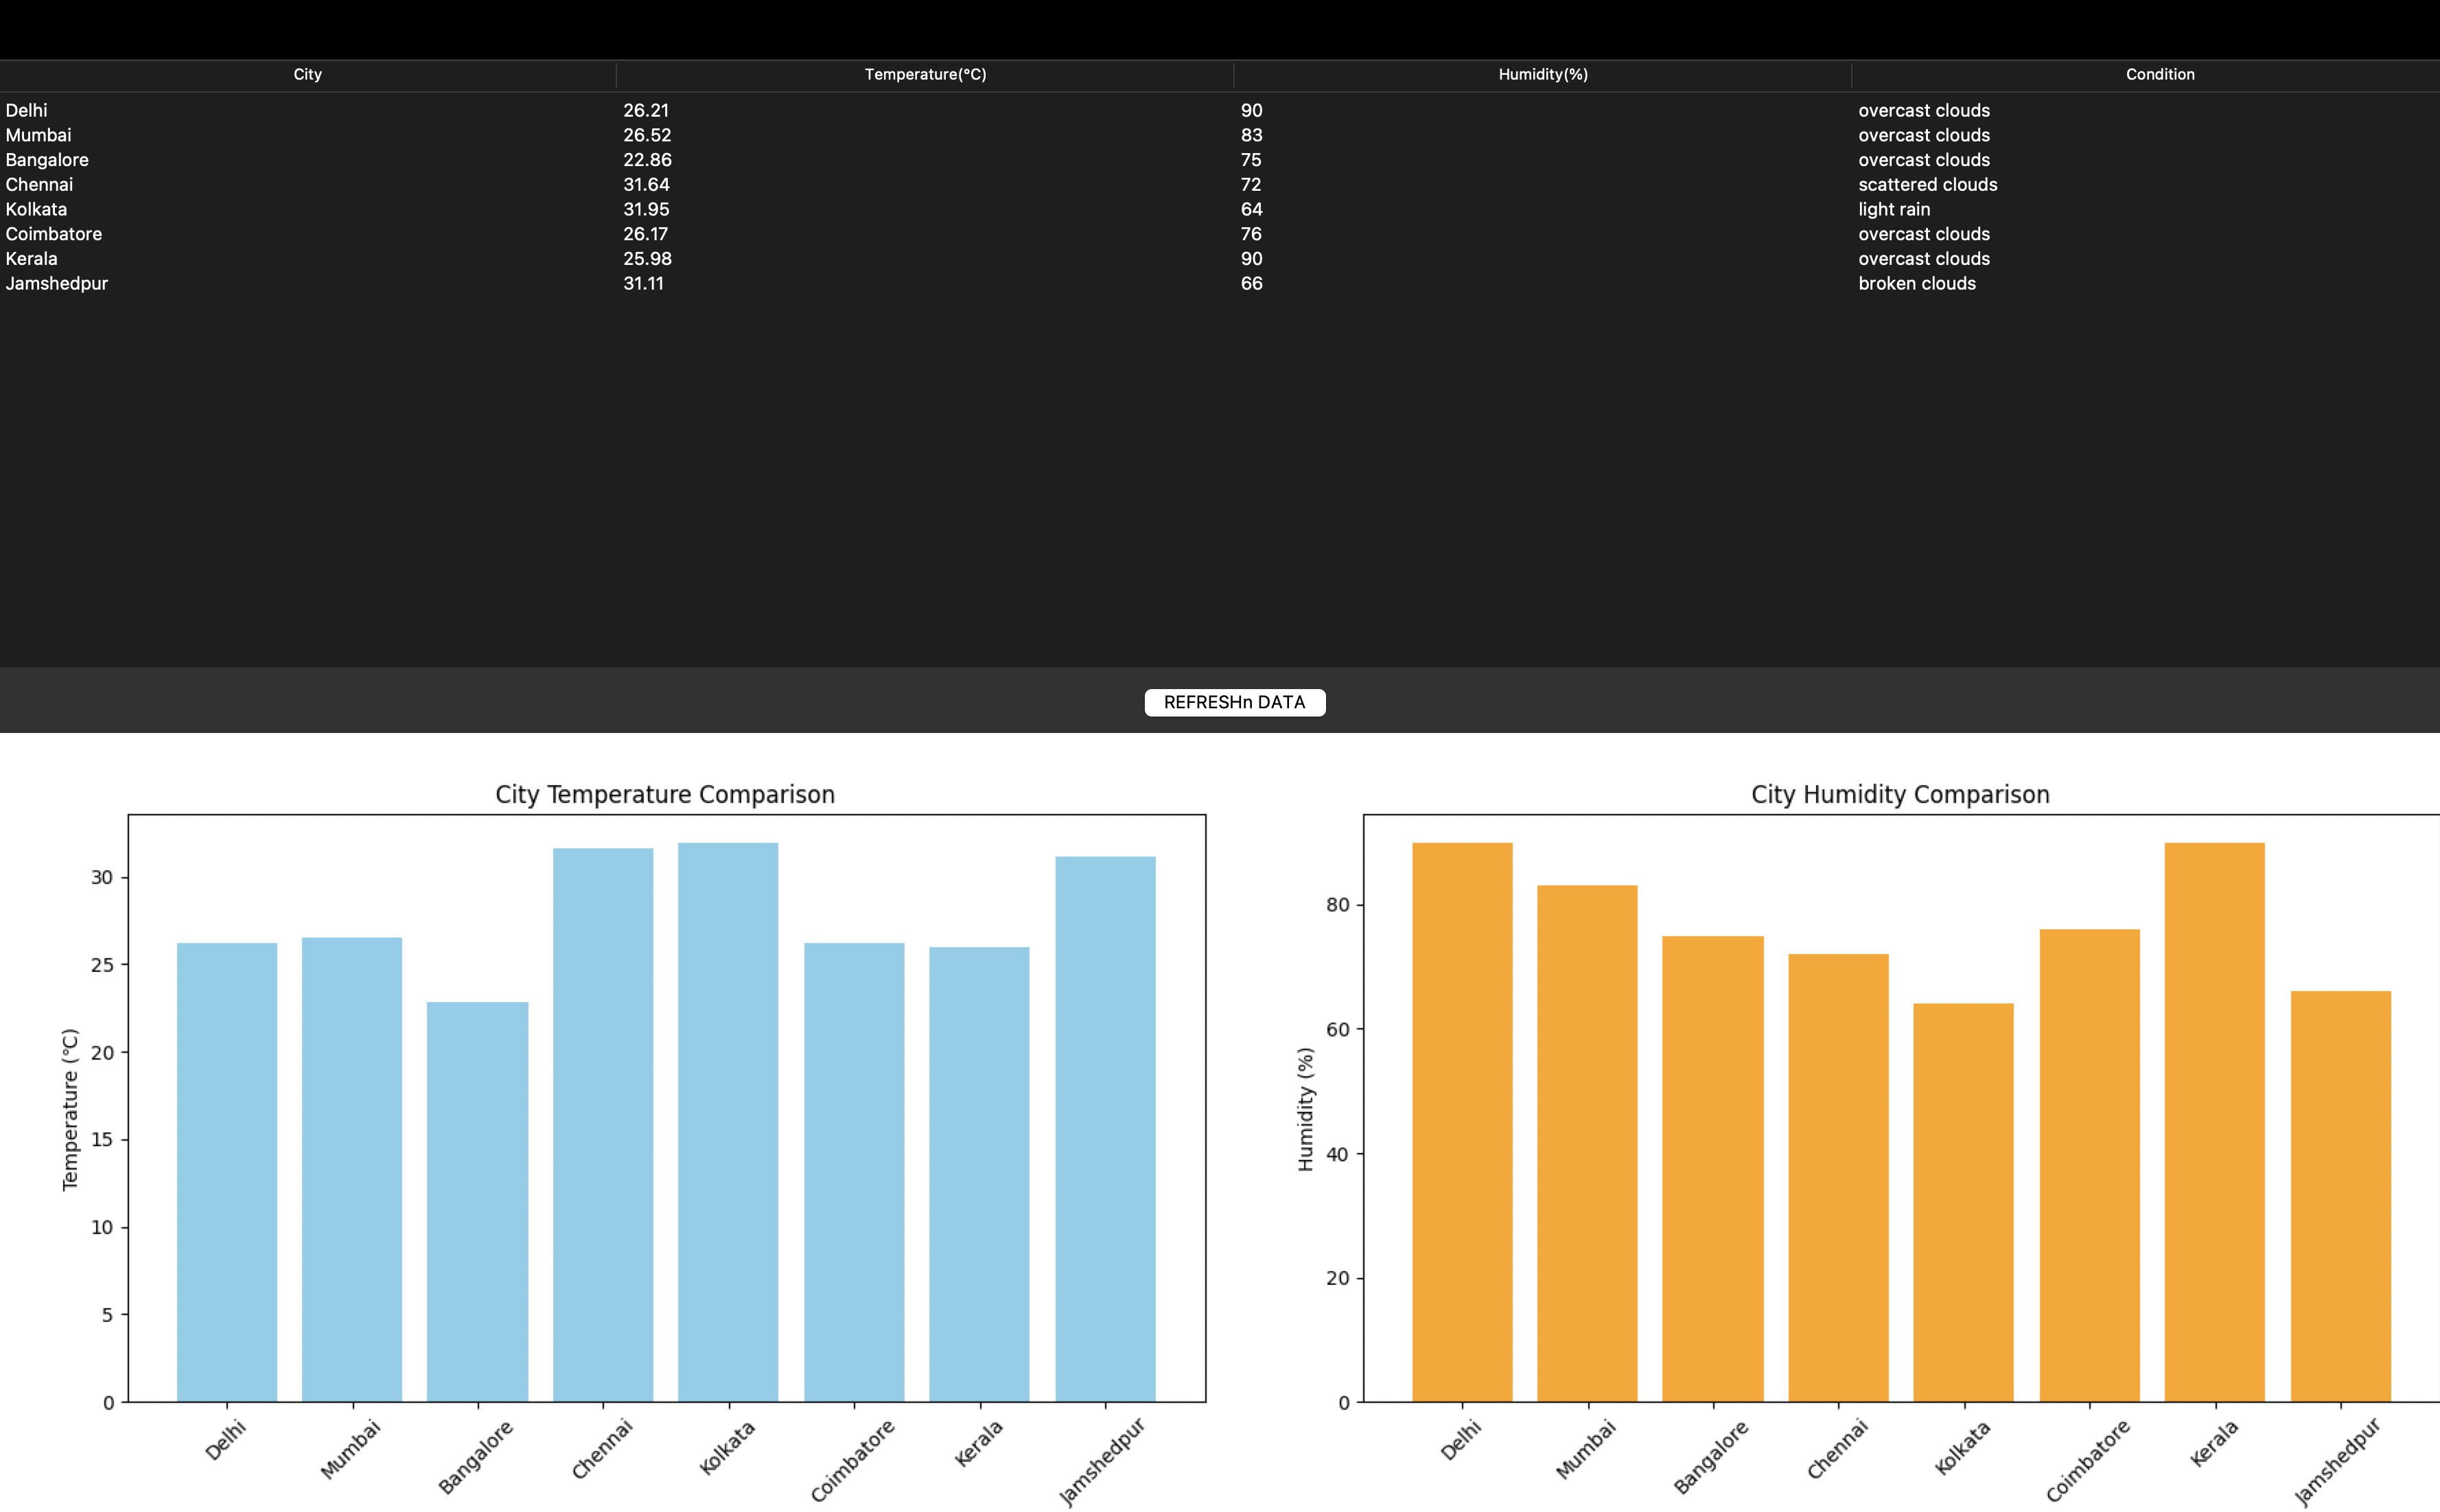 City Temperature(°C) Humidity(%) Condition
Delhi 26.21 90 overcast clouds
Mumbai 26.52 83 overcast clouds
Bangalore 22.86 75 overcast clouds
Chennai 31.64 72 scattered clouds
Kolkata 31.95 64 light rain
Coimbatore 26.17 76 overcast clouds
Kerala 25.98 90 overcast clouds
Jamshedpur 31.11 66 broken clouds
REFRESHn DATA
City Temperature Comparison
Temperature (°C)
30
25
20
15
10
5
0
Delhi Mumbai Bangalore Chennai Kolkata Coimbatore Kerala Jamshedpur
City Humidity Comparison
Humidity (%)
80
60
40
20
0
Delhi Mumbai Bangalore Chennai Kolkata Coimbatore Kerala Jamshedpur